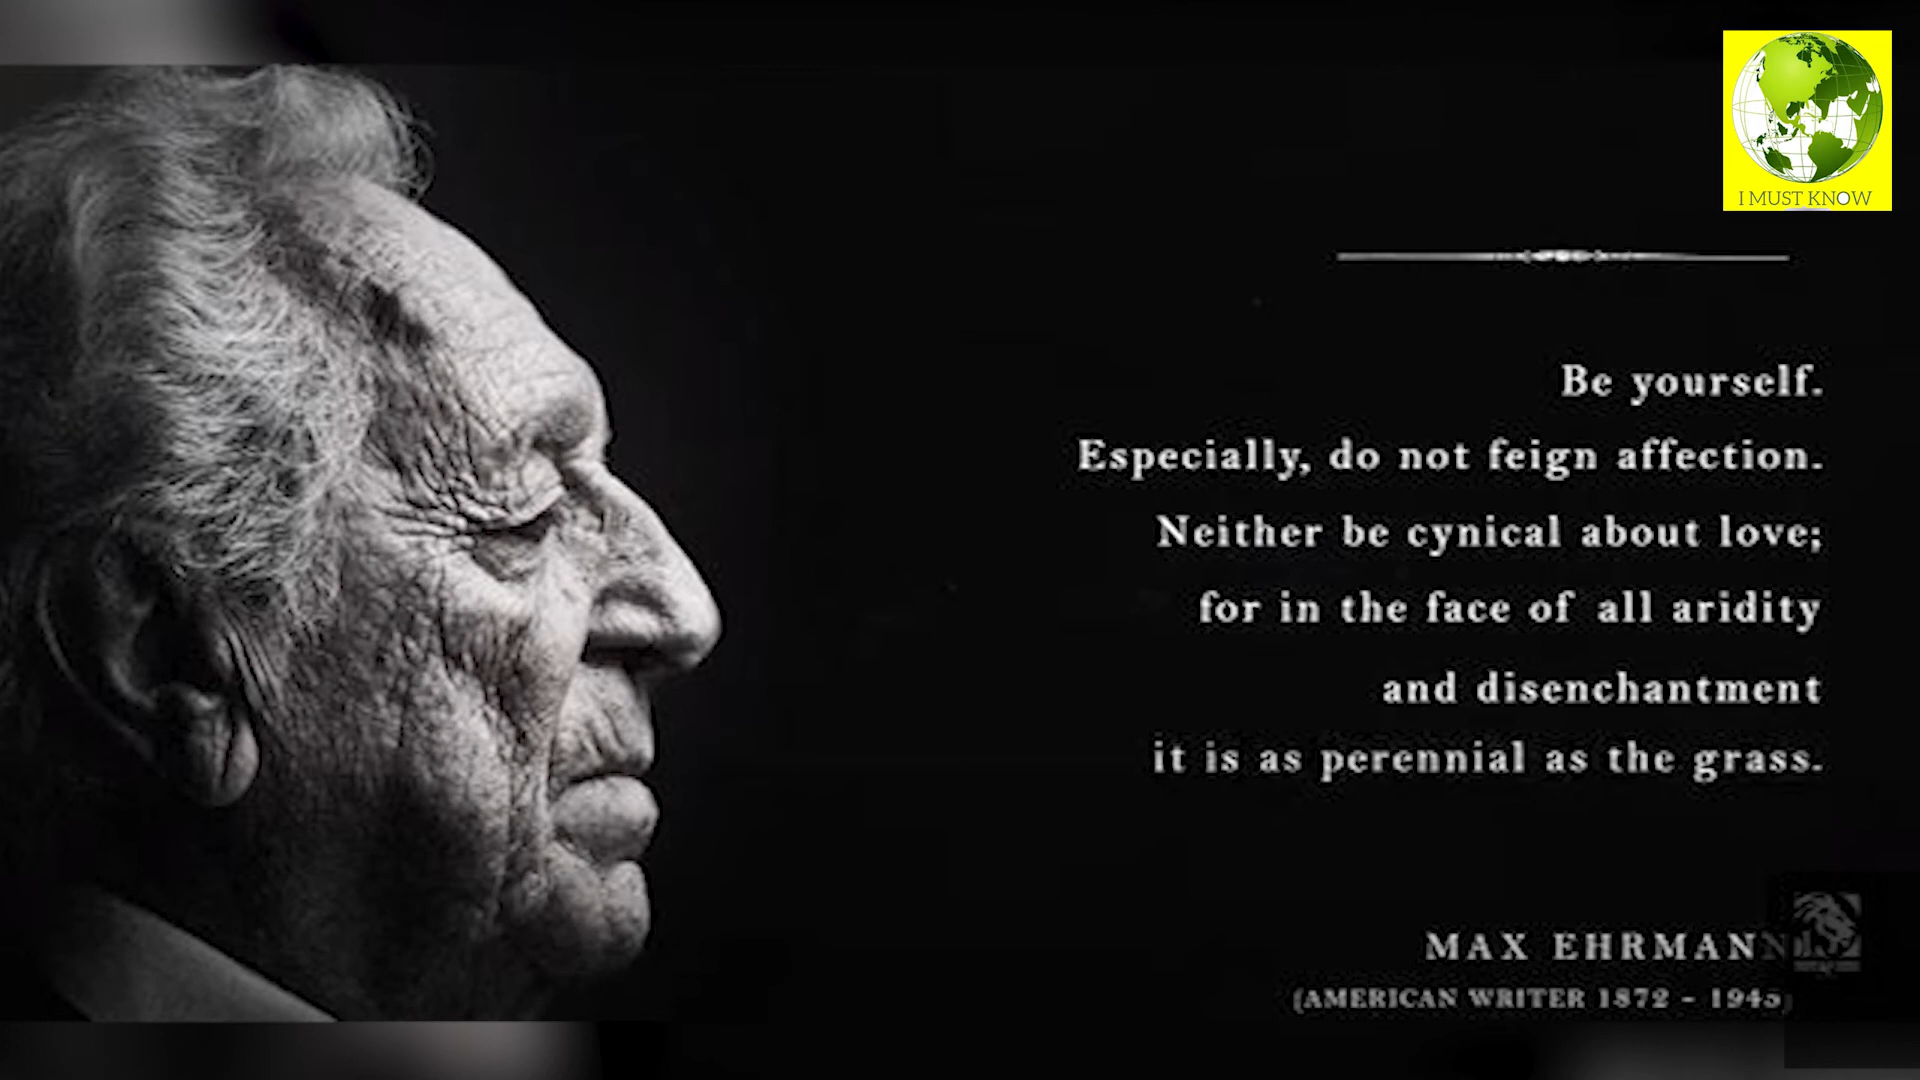 I MUST KNOW
Be yourself.
Especially, do not feign affection.
Neither be cynical about love;
for in the face of all aridity
and disenchantment
it is as perennial as the grass.
MAX EHRMANN
(AMERICAN WRITER 1872 - 1945)